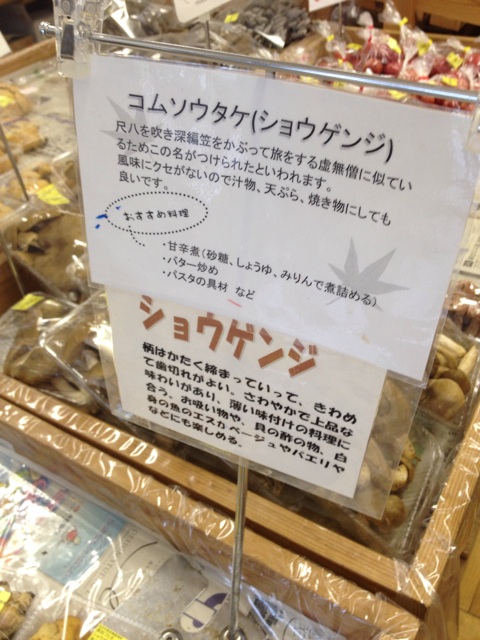 コムソウタケ(ショウゲンジ)
尺八を吹き深編笠をかぶって旅をする虚無僧に似てい
るためこの名がつけられたといわれます。
風味にクセがないので汁物、天ぷら、焼き物にしても
良いです。
おすすめ料理
・甘辛煮(砂糖、しょうゆ、みりんで煮詰める)
・バター炒め
・パスタの具材 など
ショウゲンジ
柄はかたく締まっていって、きわめ
て歯切れがよい。さわやかで上品な
味わいがあり、薄い味付けの料理に
合う。お吸い物や、貝の酢の物、白
身の魚のエスカベージュやパエリヤ
などにも楽しめる。